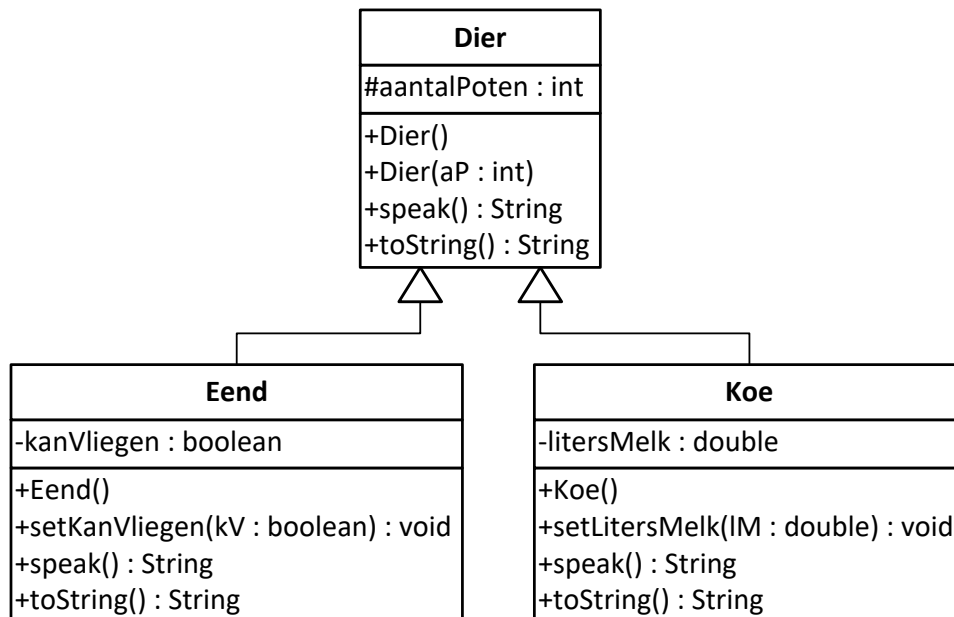 Dier
#aantalPoten : int
+Dier()
+Dier(aP : int)
+speak() : String
+toString() : String
Eend
-kanVliegen : boolean
+Eend()
+setKanVliegen(kV : boolean) : void
+speak() : String
+toString() : String
Koe
-litersMelk : double
+Koe()
+setLitersMelk(lM : double) : void
+speak() : String
+toString() : String